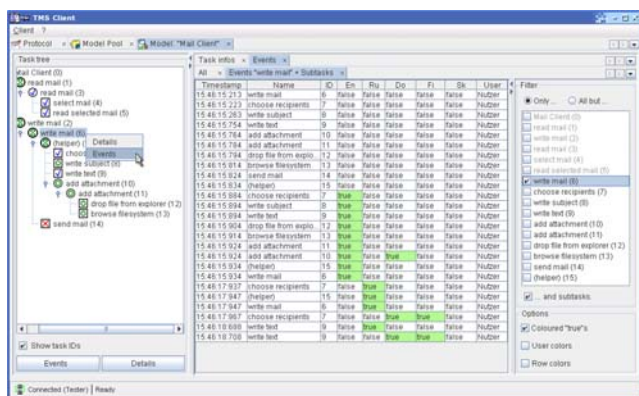 TMS Client
Client ?
Protocol × Model Pool × Model: "Mail Client" ×
Task tree
Mail Client (0)
read mail (1)
read mail (3)
select mail (4)
read selected mail (5)
write mail (2)
write mail (6)
(helper) (
Details
Events
choos
write subject (8)
write text (9)
add attachment (10)
add attachment (11)
drop file from explorer (12)
browse filesystem (13)
send mail (14)
Show task IDs
Events Details
Task infos × Events ×
All × Events "write mail" + Subtasks ×
Timestamp Name ID En Ru Do Fi Sk User
15:46:15.213 write mail 6 false false false false false Nutzer
15:46:15.223 choose recipients 7 false false false false false Nutzer
15:46:15.263 write subject 8 false false false false false Nutzer
15:46:15.754 write text 9 false false false false false Nutzer
15:46:15.784 add attachment 10 false false false false false Nutzer
15:46:15.784 add attachment 11 false false false false false Nutzer
15:46:15.794 drop file from explo... 12 false false false false false Nutzer
15:46:15.814 browse filesystem 13 false false false false false Nutzer
15:46:15.824 send mail 14 false false false false false Nutzer
15:46:15.834 (helper) 15 false false false false false Nutzer
15:46:15.884 choose recipients 7 true false false false false Nutzer
15:46:15.894 write subject 8 true false false false false Nutzer
15:46:15.894 write text 9 true false false false false Nutzer
15:46:15.904 drop file from explo... 12 true false false false false Nutzer
15:46:15.914 browse filesystem 13 true false false false false Nutzer
15:46:15.924 add attachment 11 true false false false false Nutzer
15:46:15.924 add attachment 10 true false true false false Nutzer
15:46:15.934 (helper) 15 true false false false false Nutzer
15:46:15.934 write mail 6 true false false false false Nutzer
15:46:17.937 choose recipients 7 false true false false false Nutzer
15:46:17.947 (helper) 15 false true false false false Nutzer
15:46:17.947 write mail 6 false true false false false Nutzer
15:46:17.967 choose recipients 7 false false true true false Nutzer
15:46:18.688 write text 9 false true false false false Nutzer
15:46:18.708 write text 9 false false true true false Nutzer
Filter
Only ... All but ...
Mail Client (0)
read mail (1)
write mail (2)
read mail (3)
select mail (4)
read selected mail (5)
write mail (6)
choose recipients (7)
write subject (8)
write text (9)
add attachment (10)
add attachment (11)
drop file from explorer (12)
browse filesystem (13)
send mail (14)
(helper) (15)
... and subtasks.
Options
Coloured "true"s
User colors
Row colors
Connected (Tester) Ready